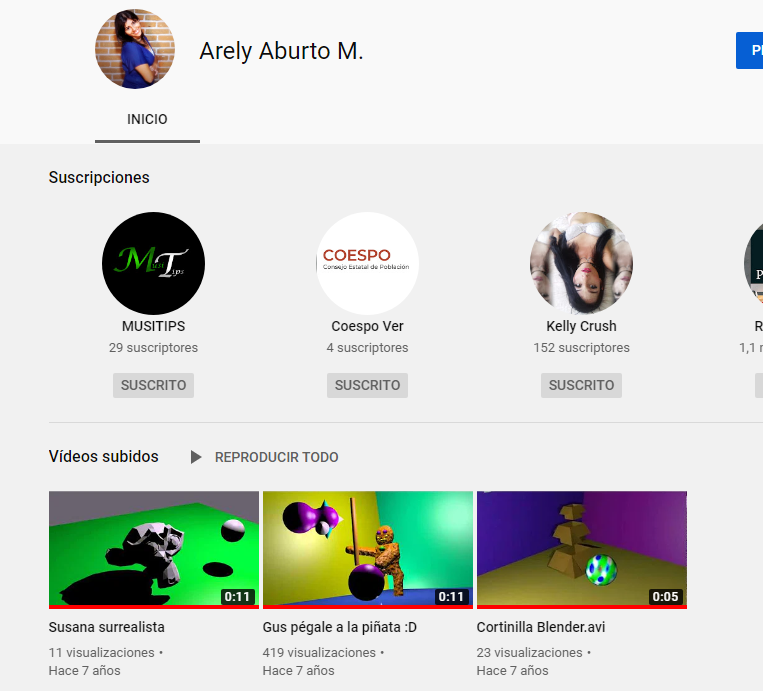 Arely Aburto M.
INICIO
Suscripciones
MusiTips
COESPO
Consejo Estatal de Población
MUSITIPS
Coespo Ver
Kelly Crush
29 suscriptores
4 suscriptores
152 suscriptores
1,1
SUSCRITO
SUSCRITO
SUSCRITO
Vídeos subidos
REPRODUCIR TODO
0:11
0:11
0:05
Susana surrealista
Gus pégale a la piñata :D
Cortinilla Blender.avi
11 visualizaciones •
419 visualizaciones •
23 visualizaciones •
Hace 7 años
Hace 7 años
Hace 7 años